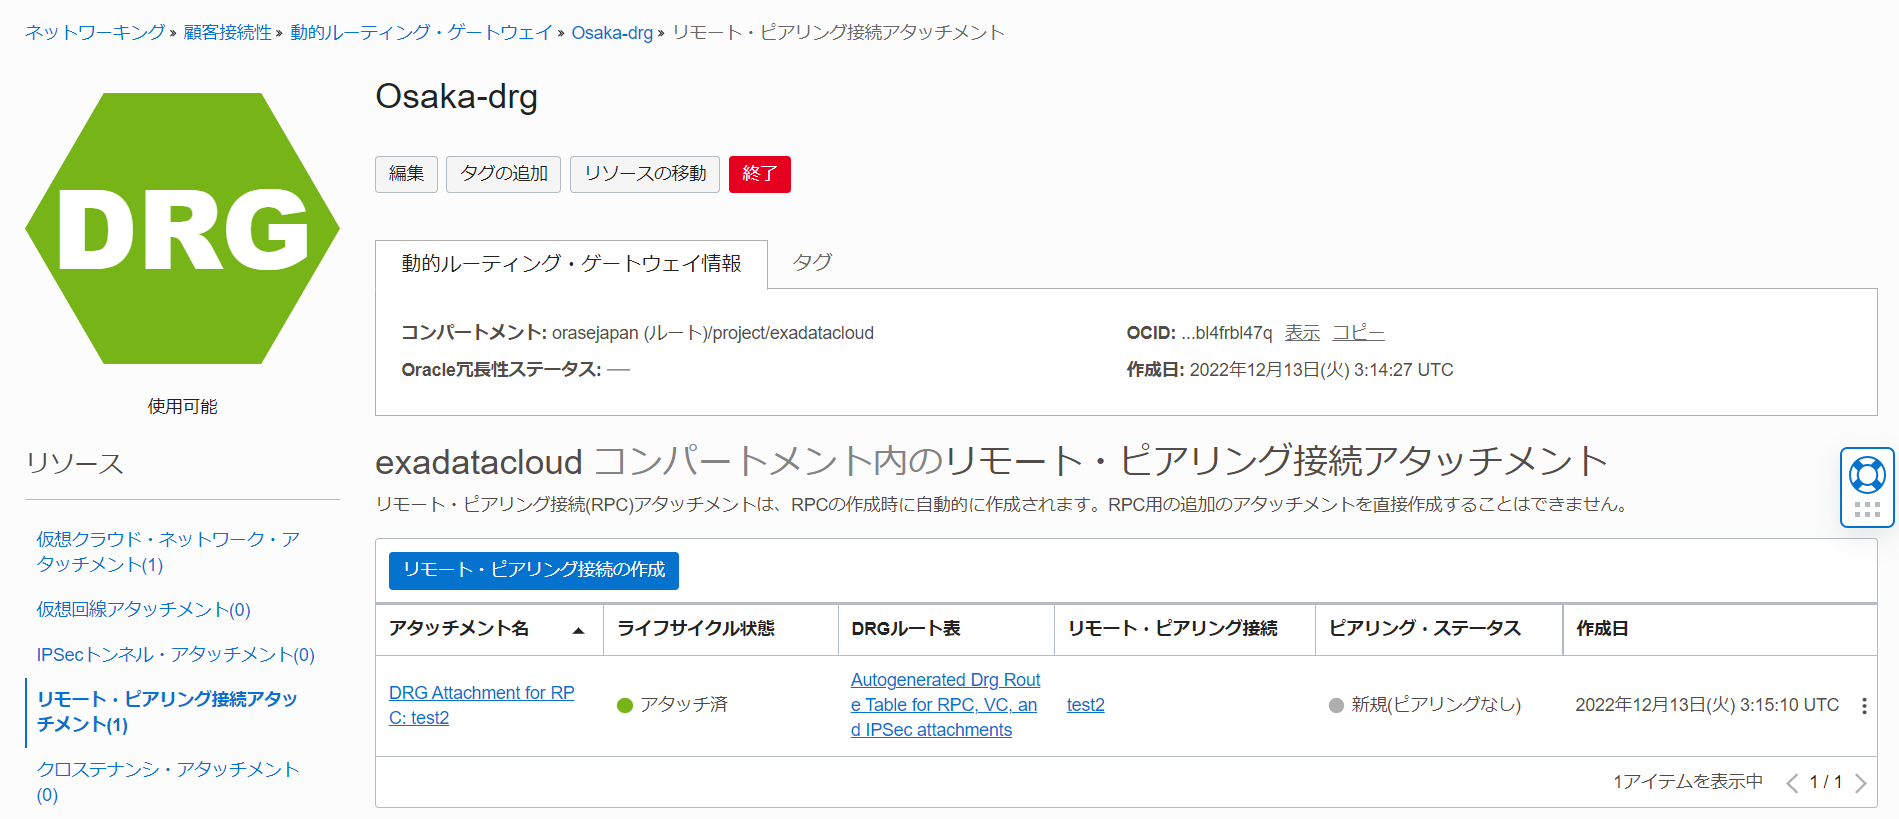 ネットワーキング » 顧客接続性 » 動的ルーティング・ゲートウェイ » Osaka-drg » リモート・ピアリング接続アタッチメント
DRG
使用可能
Osaka-drg
編集 タグの追加 リソースの移動 終了
動的ルーティング・ゲートウェイ情報 タグ
コンパートメント: orasejapan (ルート)/project/exadatacloud
Oracle冗長性ステータス: —
OCID: ...bl4frbl47q 表示 コピー
作成日: 2022年12月13日(火) 3:14:27 UTC
リソース
仮想クラウド・ネットワーク・ア
タッチメント(1)
仮想回線アタッチメント(0)
IPSecトンネル・アタッチメント(0)
リモート・ピアリング接続アタッ
チメント(1)
クロステナンシ・アタッチメント
(0)
exadatacloud コンパートメント内のリモート・ピアリング接続アタッチメント
リモート・ピアリング接続(RPC)アタッチメントは、RPCの作成時に自動的に作成されます。RPC用の追加のアタッチメントを直接作成することはできません。
リモート・ピアリング接続の作成
アタッチメント名 ライフサイクル状態 DRGルート表 リモート・ピアリング接続 ピアリング・ステータス 作成日
DRG Attachment for RP
C: test2
アタッチ済
Autogenerated Drg Rout
e Table for RPC, VC, an
d IPSec attachments
test2
新規(ピアリングなし)
2022年12月13日(火) 3:15:10 UTC
1アイテムを表示中 1 / 1